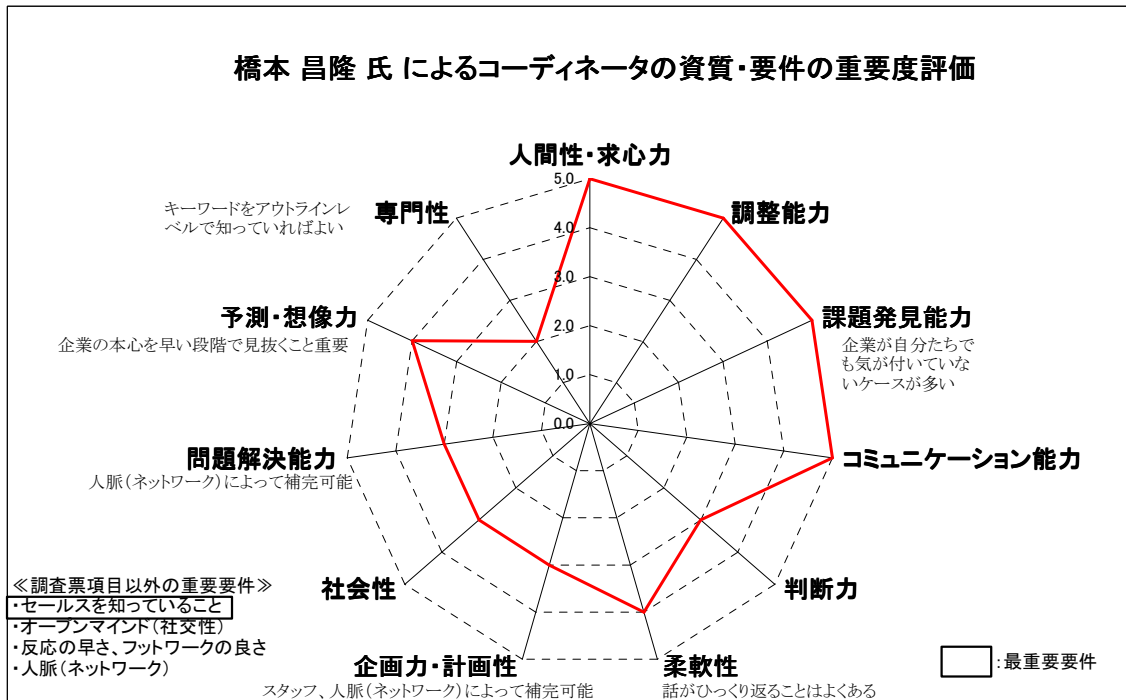 橋本 昌隆 氏 によるコーディネータの資質・要件の重要度評価
人間性・求心力
5.0
4.0
3.0
2.0
1.0
0.0
調整能力
課題発見能力
企業が自分たちで
も気が付いていな
いケースが多い
コミュニケーション能力
判断力
柔軟性
話がひっくり返ることはよくある
企画力・計画性
スタッフ、人脈(ネットワーク)によって補完可能
社会性
問題解決能力
人脈(ネットワーク)によって補完可能
予測・想像力
企業の本心を早い段階で見抜くこと重要
専門性
キーワードをアウトラインレ
ベルで知っていればよい
≪調査票項目以外の重要要件≫
・セールスを知っていること
・オープンマインド(社交性)
・反応の早さ、フットワークの良さ
・人脈(ネットワーク)
:最重要要件